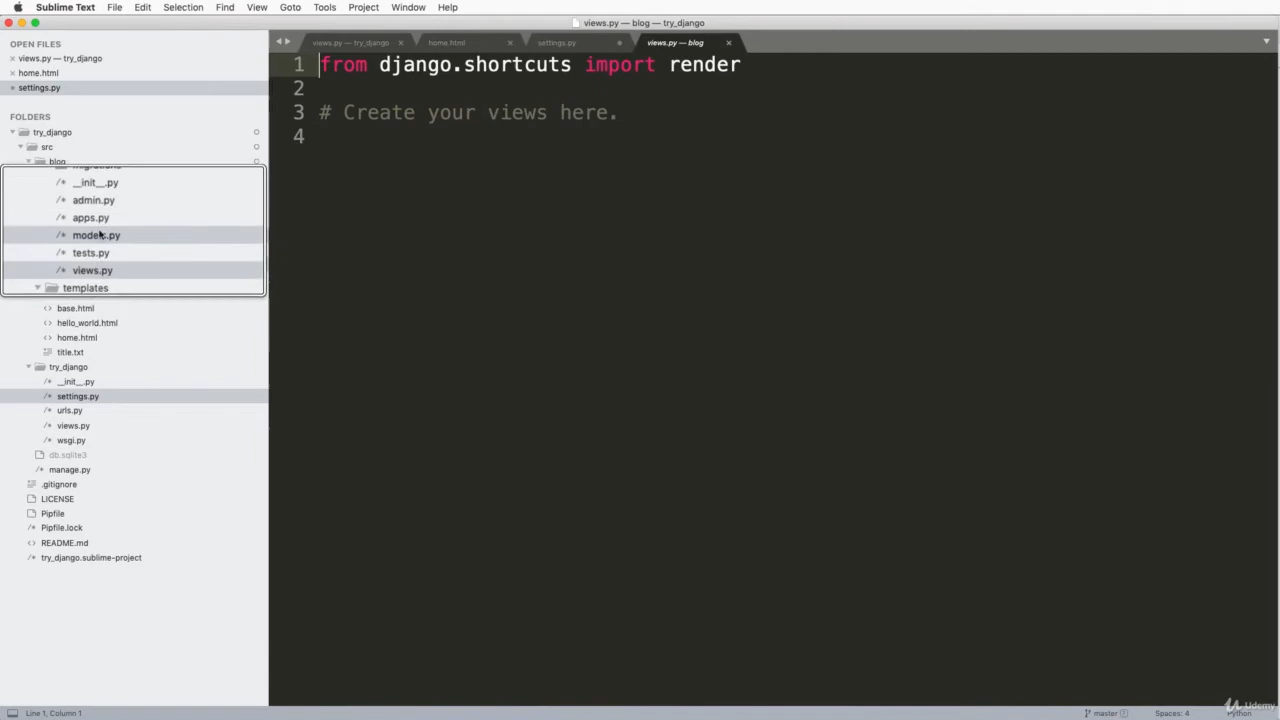 Sublime Text File Edit Selection Find View Goto Tools Project Window Help
views.py — blog — try_django
OPEN FILES
views.py — try_django
home.html
settings.py
FOLDERS
try_django
src
blog
migrations
__init__.py
admin.py
apps.py
models.py
tests.py
views.py
templates
base.html
hello_world.html
home.html
title.txt
try_django
__init__.py
settings.py
urls.py
views.py
wsgi.py
db.sqlite3
manage.py
.gitignore
LICENSE
Pipfile
Pipfile.lock
README.md
try_django.sublime-project
views.py — try_django home.html settings.py views.py — blog
1 from django.shortcuts import render
2
3 # Create your views here.
4
Line 1, Column 1 master Spaces: 4 Python
Udemy